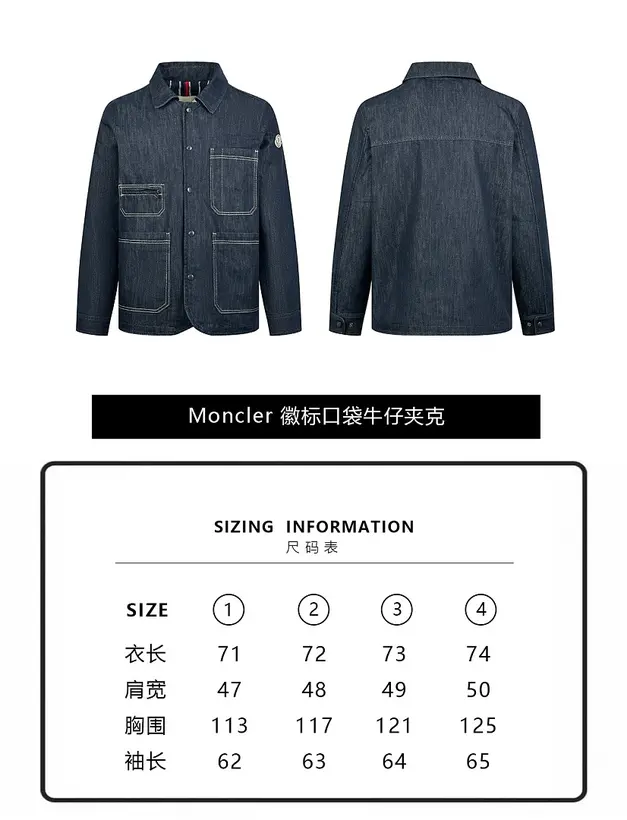 Moncler 徽标口袋牛仔夹克
SIZING INFORMATION
尺码表
SIZE ① ② ③ ④
衣长 71 72 73 74
肩宽 47 48 49 50
胸围 113 117 121 125
袖长 62 63 64 65